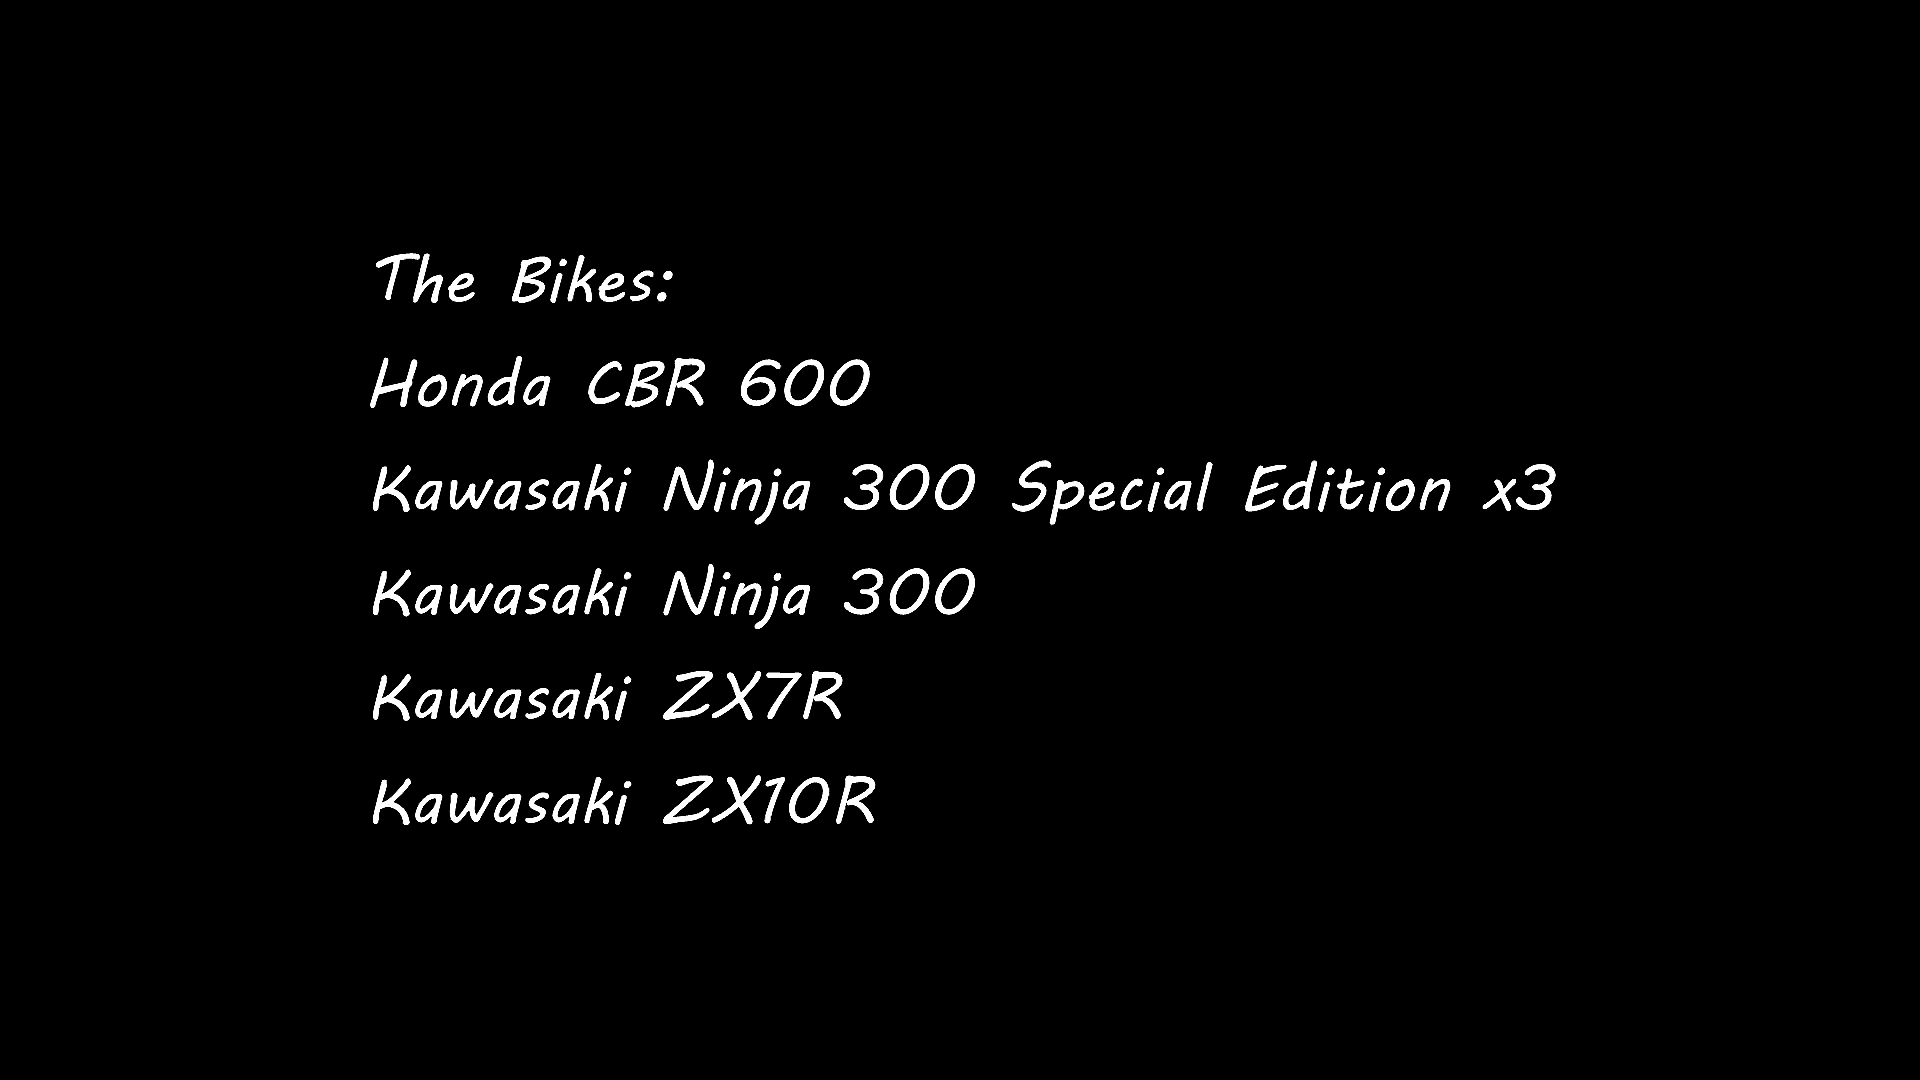 The Bikes:
Honda CBR 600
Kawasaki Ninja 300 Special Edition x3
Kawasaki Ninja 300
Kawasaki ZX7R
Kawasaki ZX10R